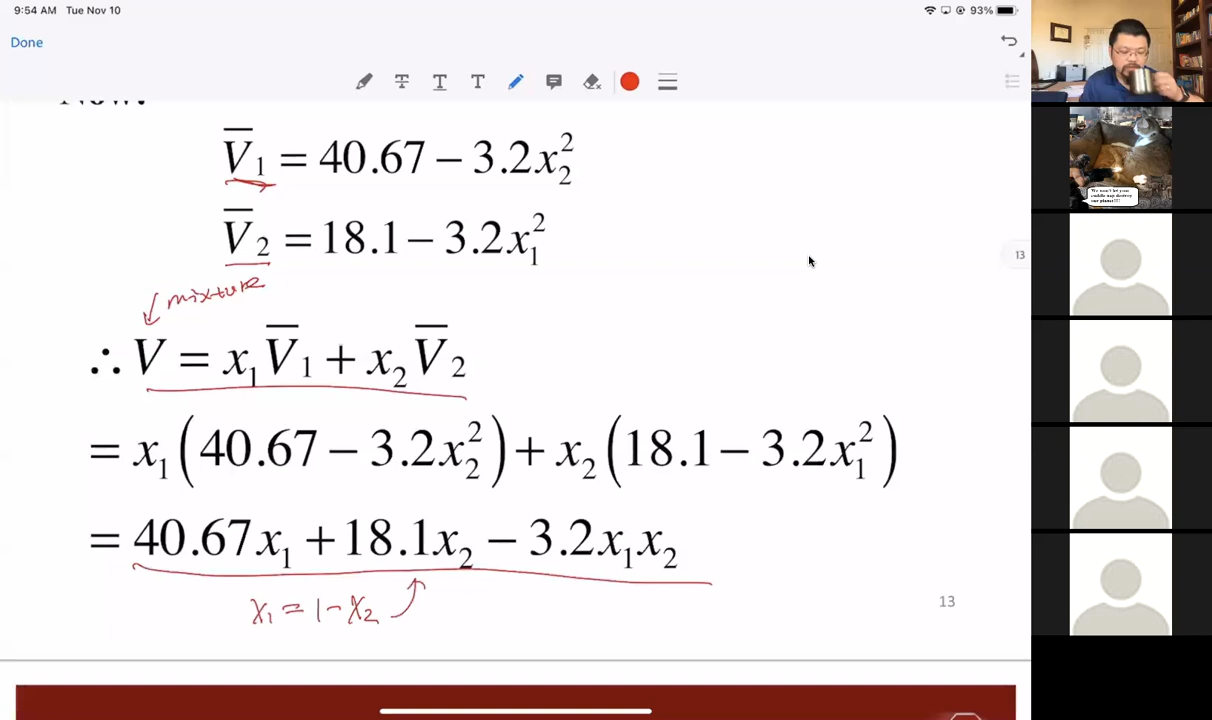 9:54 AM Tue Nov 10
93%
Done
T T T
Now:
V̅₁ = 40.67 − 3.2x₂²
V̅₂ = 18.1 − 3.2x₁²
13
mixture
∴ V = x₁V̅₁ + x₂V̅₂
= x₁(40.67 − 3.2x₂²) + x₂(18.1 − 3.2x₁²)
= 40.67x₁ + 18.1x₂ − 3.2x₁x₂
x₁ = 1 − x₂
13